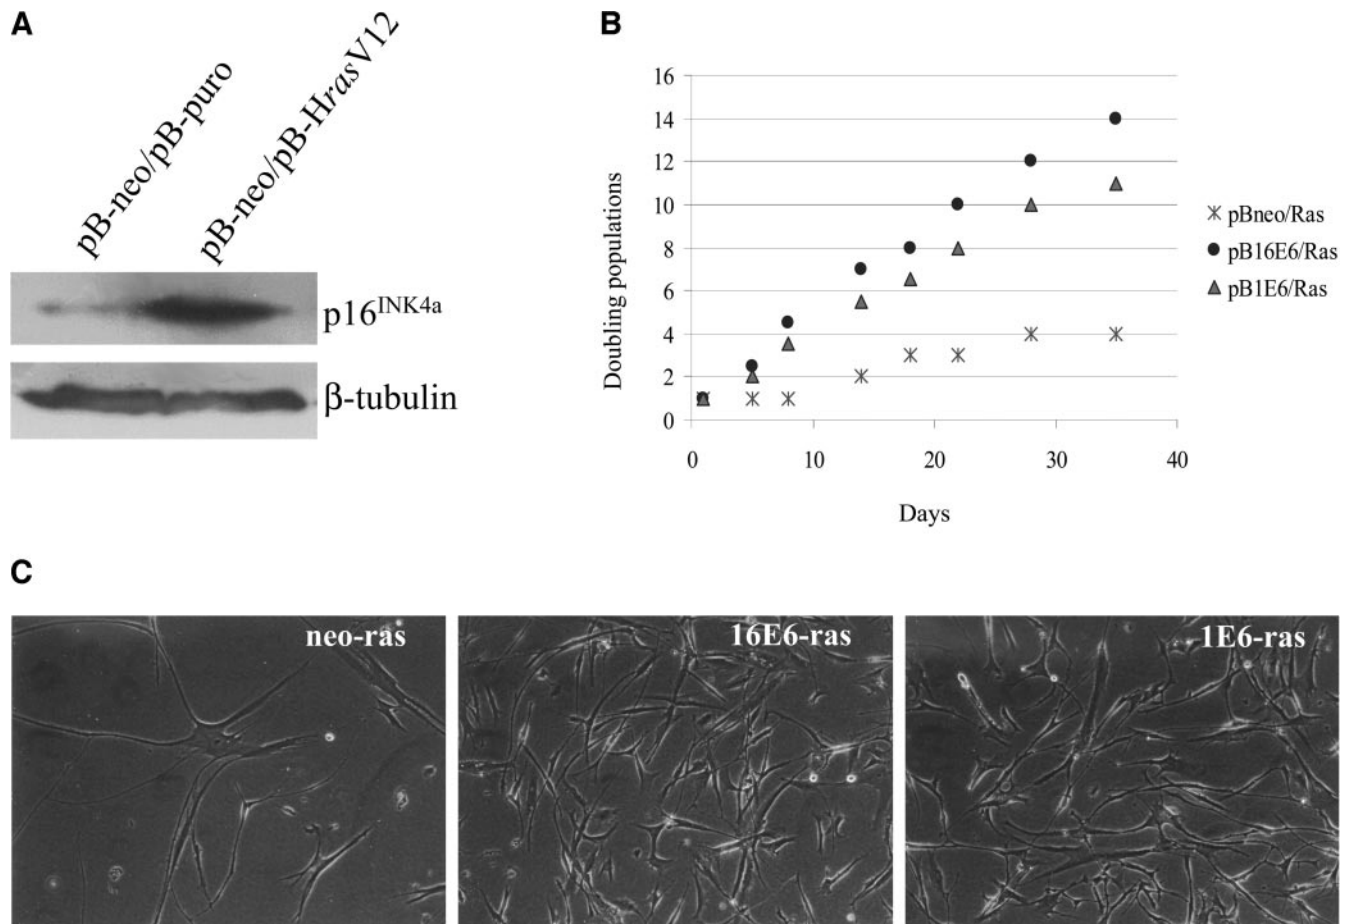 A
pB-neo/pB-puro
pB-neo/pB-HrasV12
p16INK4a
β-tubulin
B
16
14
12
10
8
6
4
2
0
Doubling populations
0 10 20 30 40
Days
pBneo/Ras
pB16E6/Ras
pB1E6/Ras
C
neo-ras
16E6-ras
1E6-ras